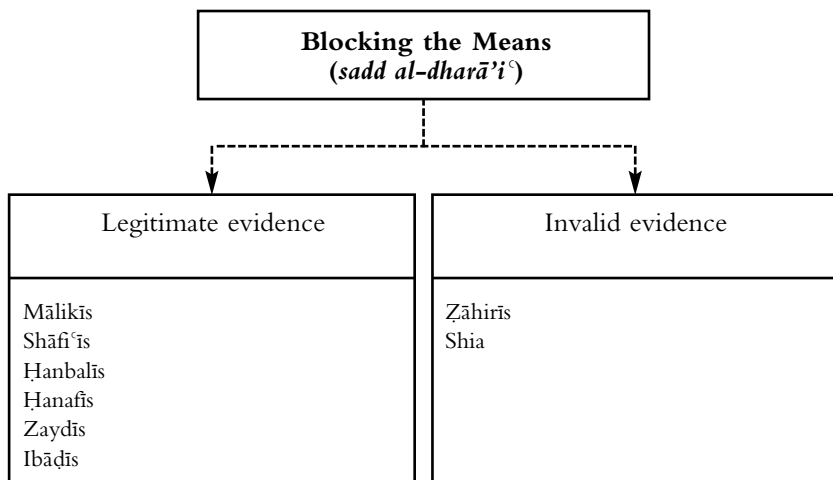 Blocking the Means
(sadd al-dharā’iʿ)
Legitimate evidence
Mālikīs
Shāfiʿīs
Ḥanbalīs
Ḥanafīs
Zaydīs
Ibāḍīs
Invalid evidence
Ẓāhirīs
Shia